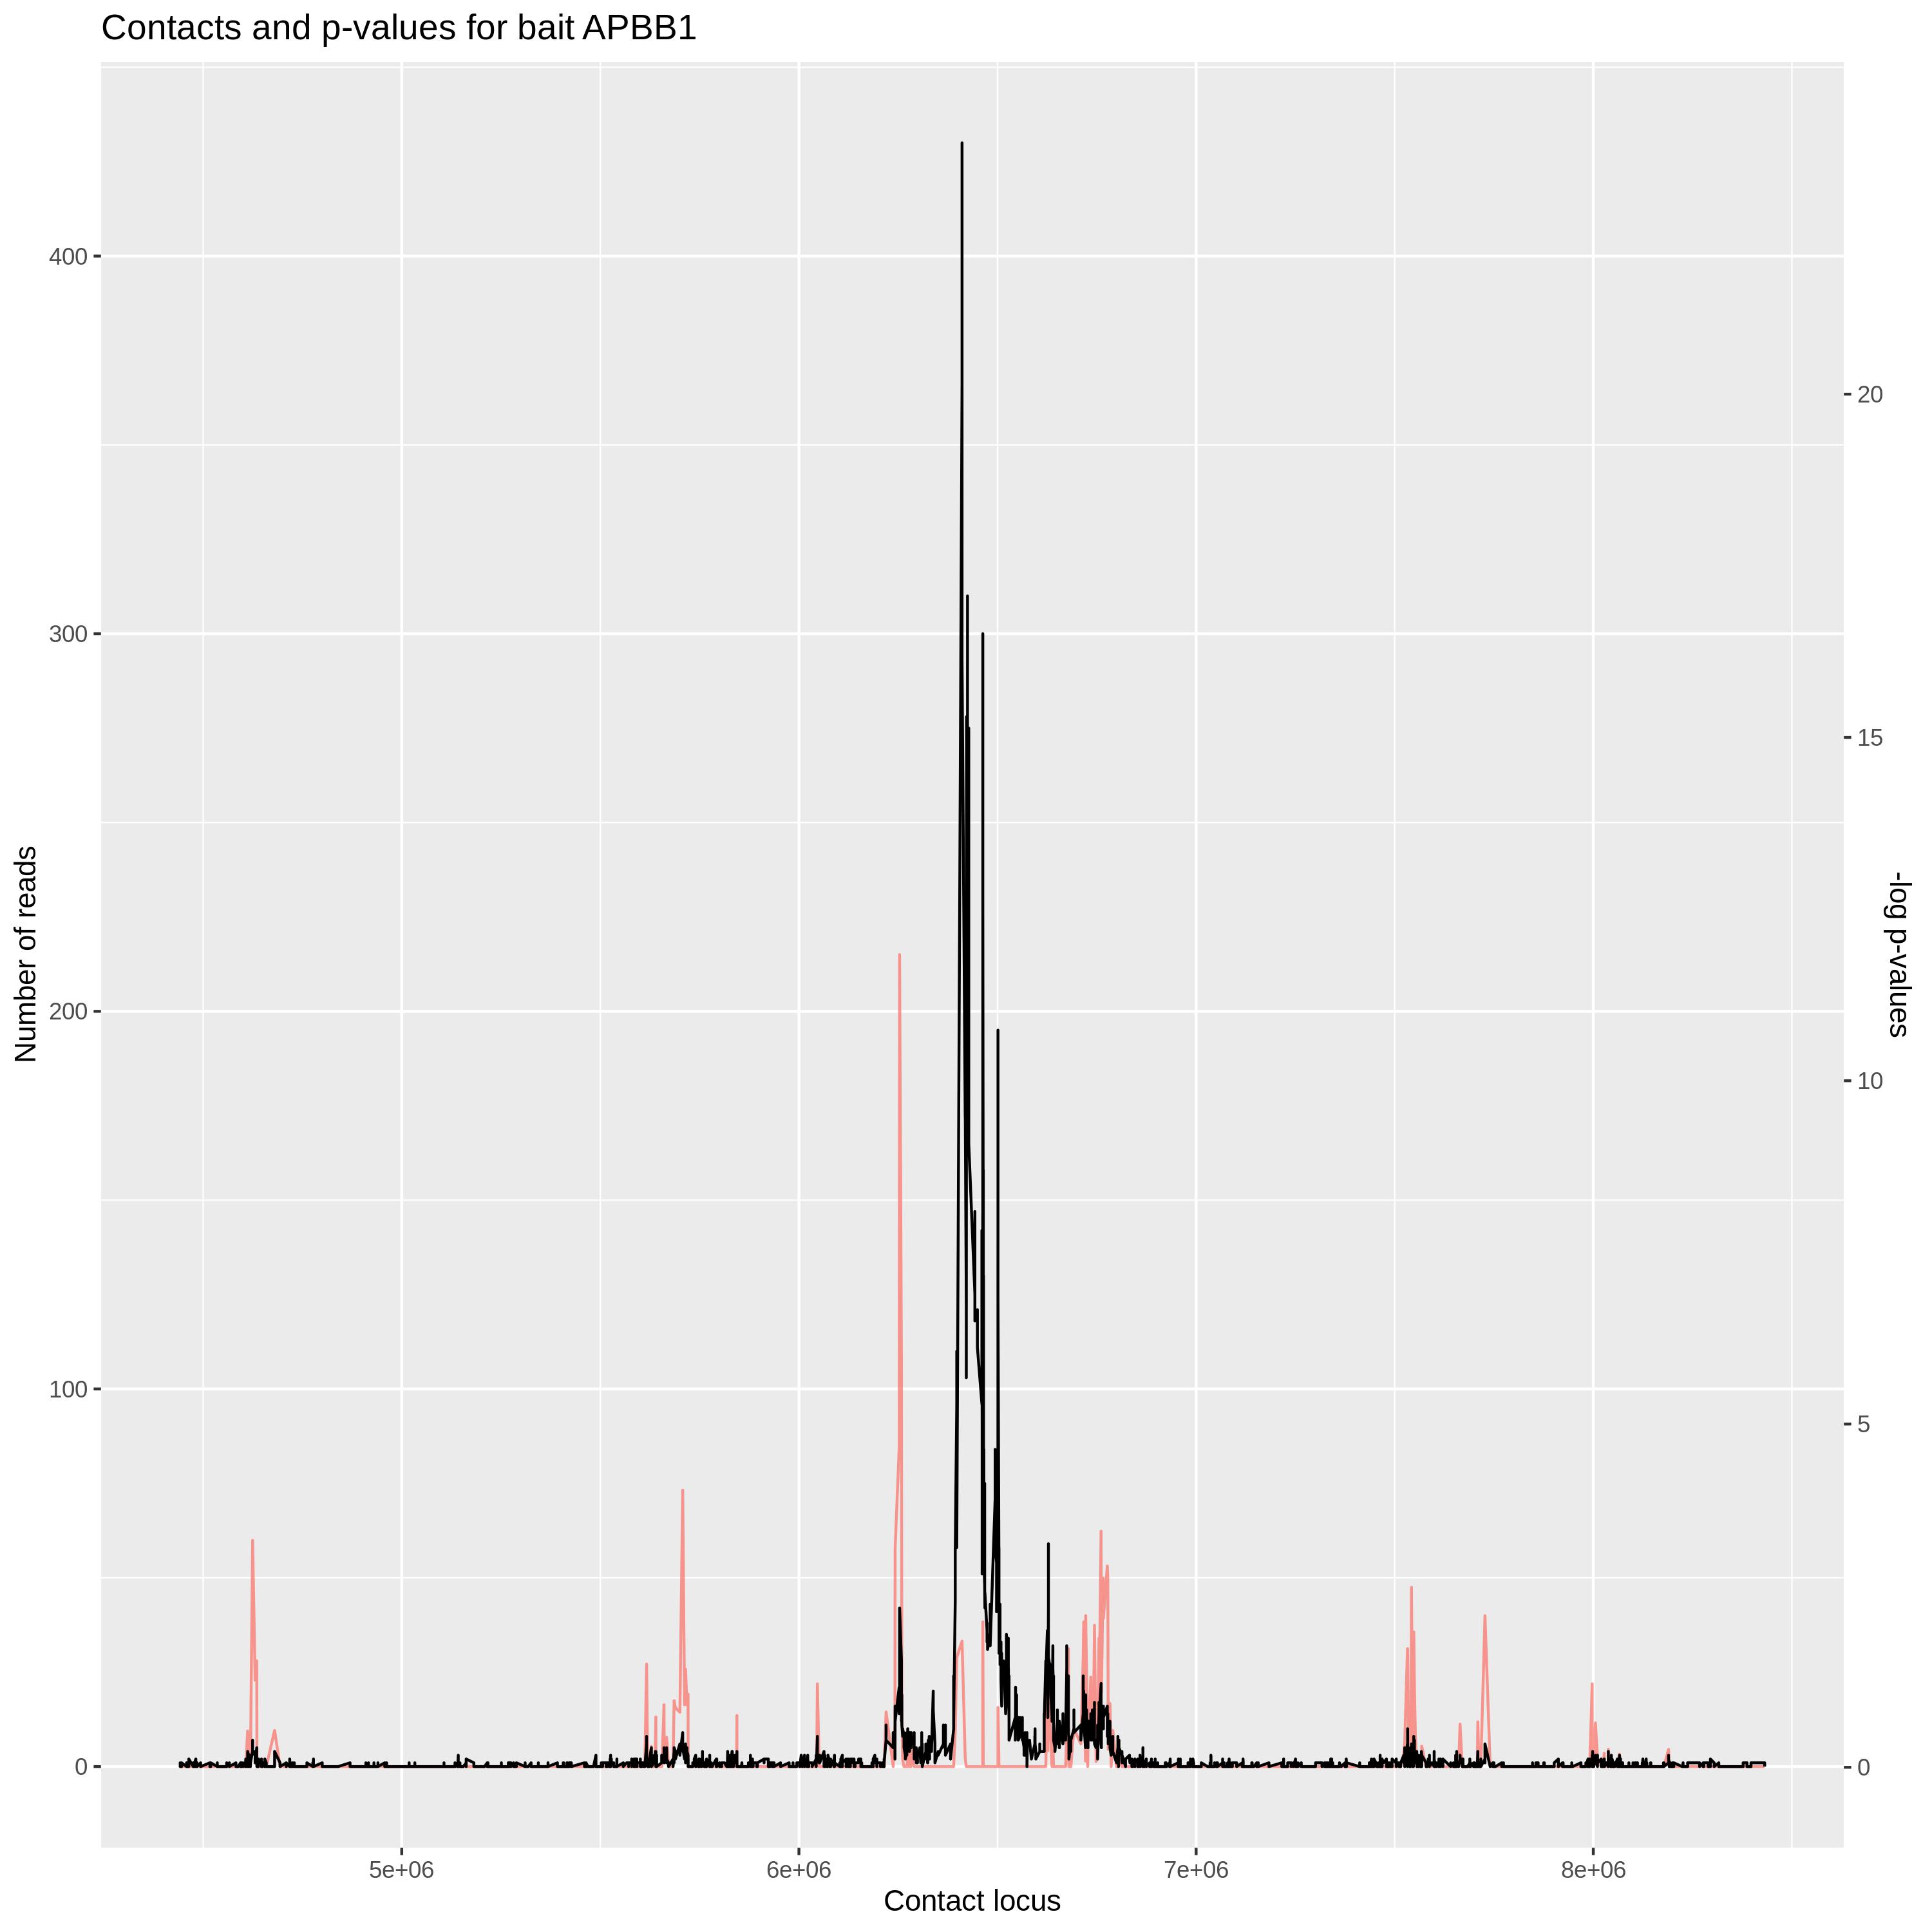 Contacts and p-values for bait APBB1
400
300
200
100
0
Number of reads
20
15
10
5
0
-log p-values
5e+06
6e+06
7e+06
8e+06
Contact locus